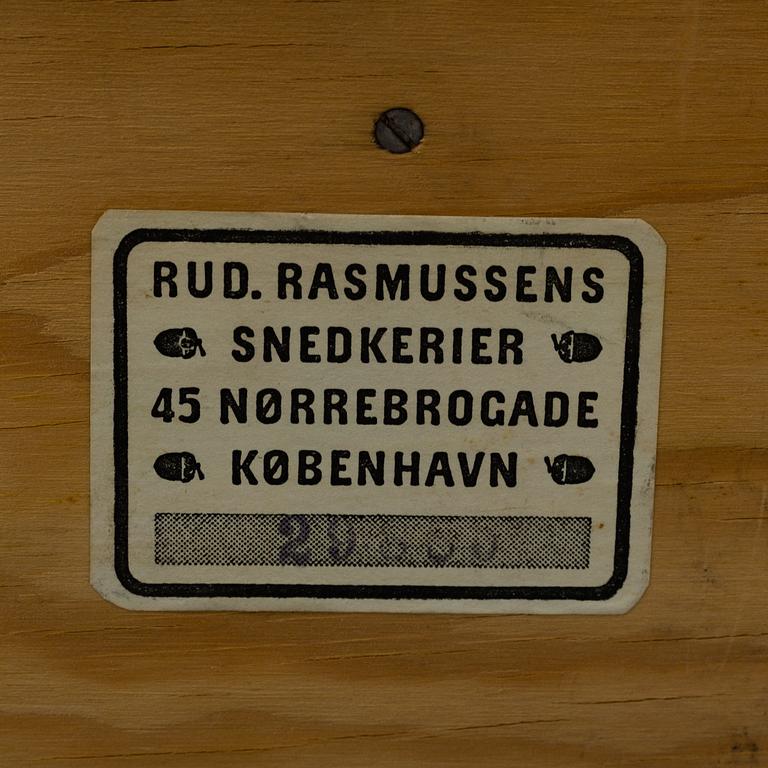 RUD. RASMUSSENS
SNEDKERIER
45 NØRREBROGADE
KØBENHAVN